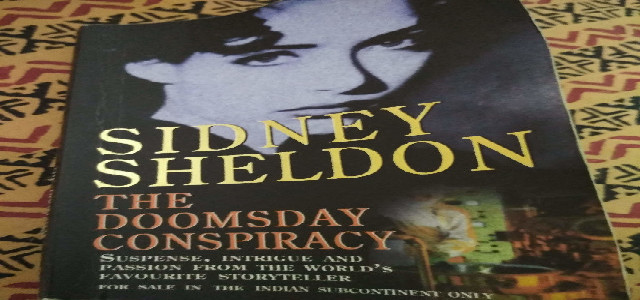 SIDNEY
SHELDON
THE
DOOMSDAY
CONSPIRACY
SUSPENSE, INTRIGUE AND
PASSION FROM THE WORLD'S
FAVOURITE STORYTELLER
FOR SALE IN THE INDIAN SUBCONTINENT ONLY